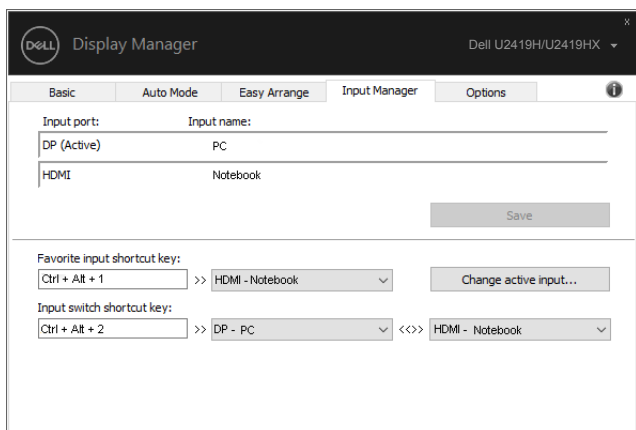 x
DELL Display Manager Dell U2419H/U2419HX
Basic Auto Mode Easy Arrange Input Manager Options i
Input port: Input name:
DP (Active) PC
HDMI Notebook
Save
Favorite input shortcut key:
Ctrl + Alt + 1 >> HDMI - Notebook Change active input...
Input switch shortcut key:
Ctrl + Alt + 2 >> DP - PC <<>> HDMI - Notebook